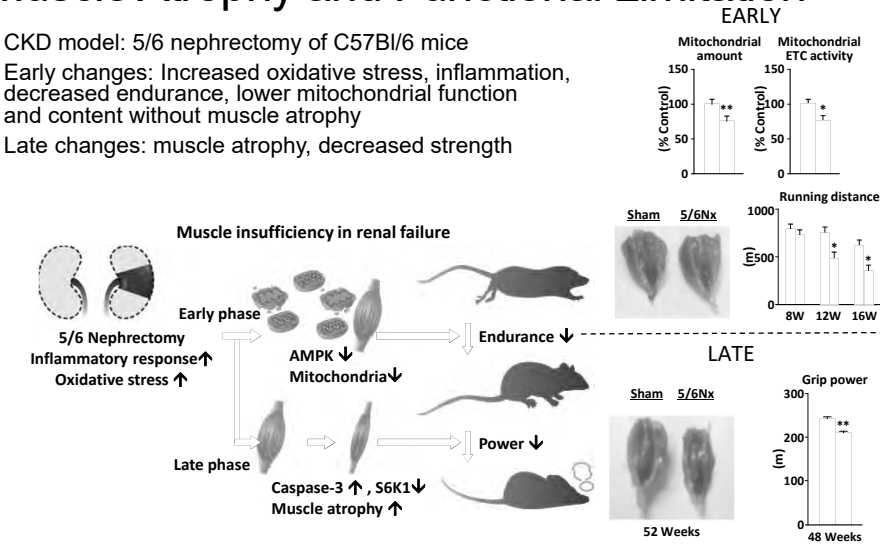 Atrophy and Functional Limitation
CKD model: 5/6 nephrectomy of C57Bl/6 mice
Early changes: Increased oxidative stress, inflammation,
decreased endurance, lower mitochondrial function
and content without muscle atrophy
Late changes: muscle atrophy, decreased strength
EARLY
Mitochondrial
amount
150
100
50
0
(% Control)
**
Mitochondrial
ETC activity
150
100
50
0
(% Control)
*
Sham 5/6Nx
Running distance
1000
500
0
(m)
* *
8W 12W 16W
Muscle insufficiency in renal failure
5/6 Nephrectomy
Inflammatory response↑
Oxidative stress ↑
Early phase
AMPK ↓
Mitochondria↓
Endurance ↓
Late phase
Caspase-3 ↑ , S6K1↓
Muscle atrophy ↑
Power ↓
LATE
Sham 5/6Nx
52 Weeks
Grip power
300
200
100
0
(m)
**
48 Weeks